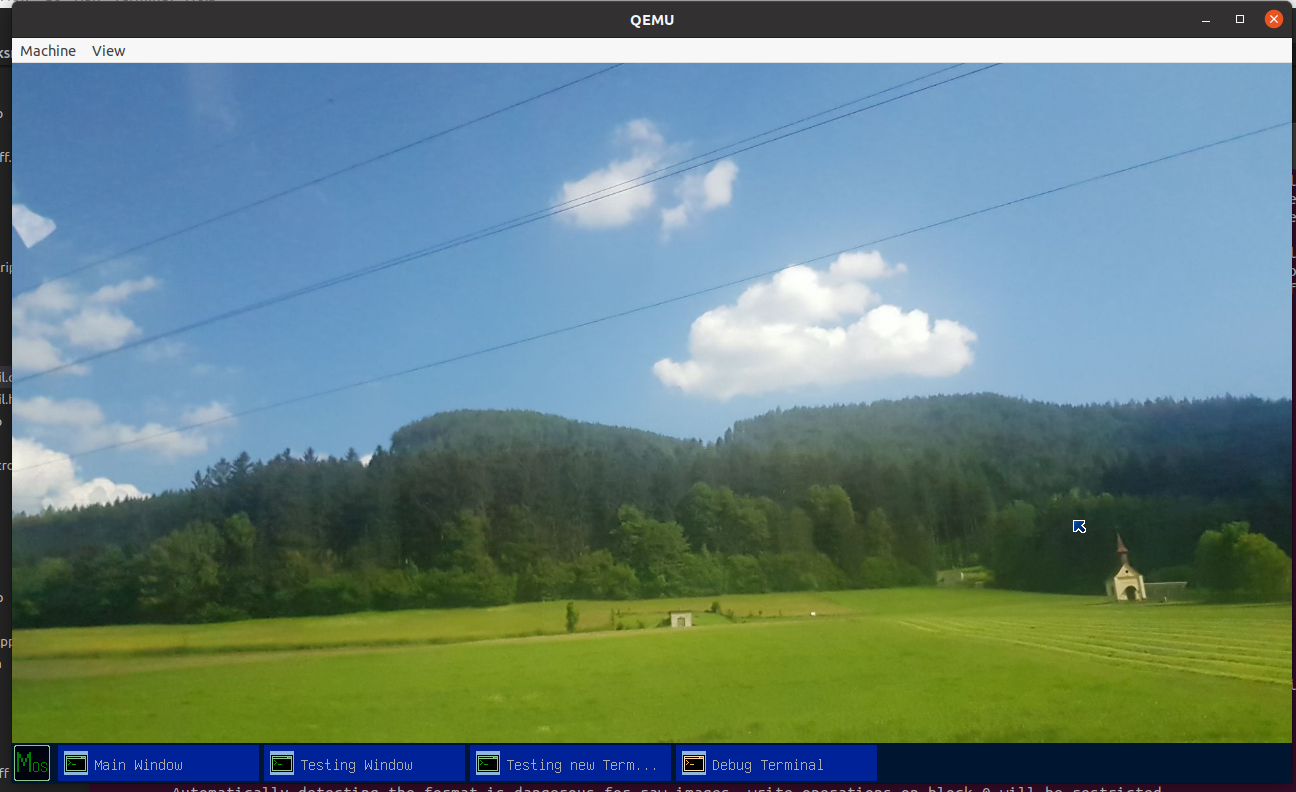 QEMU
Machine View
Mos
Main Window
Testing Window
Testing new Term...
Debug Terminal
Automatically detecting the format is dangerous for raw images, write operations on block 0 will be restricted